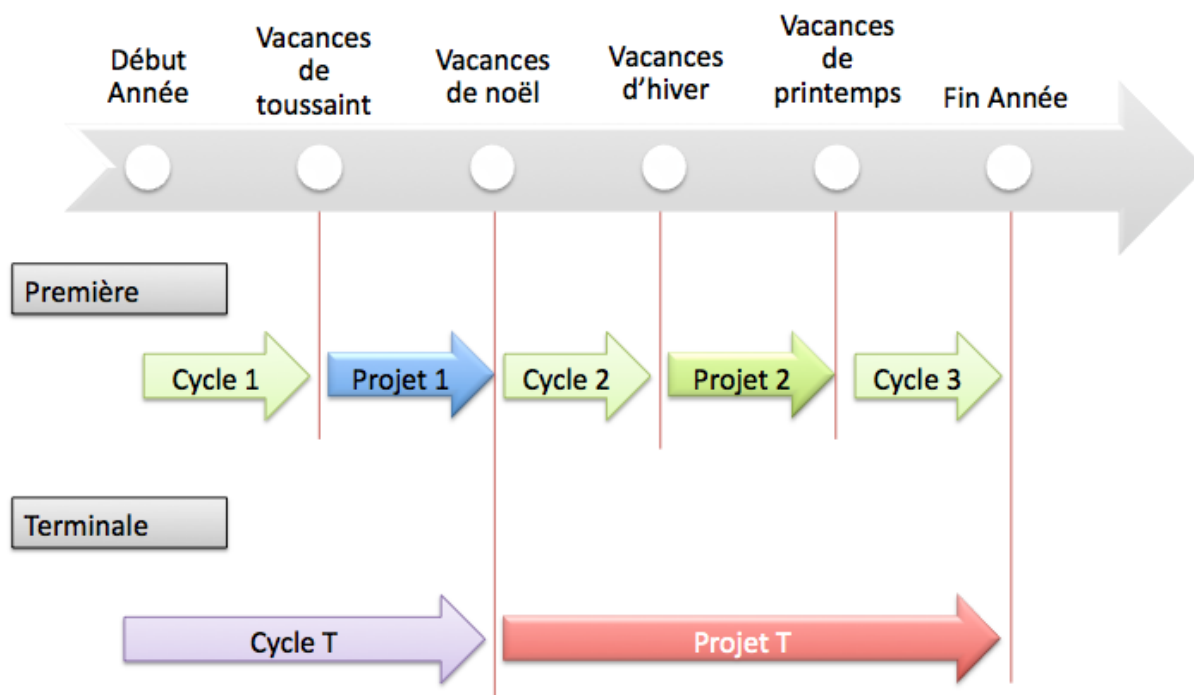 Début
Année
Vacances
de
toussaint
Vacances
de noël
Vacances
d’hiver
Vacances
de
printemps
Fin Année
Première
Cycle 1
Projet 1
Cycle 2
Projet 2
Cycle 3
Terminale
Cycle T
Projet T